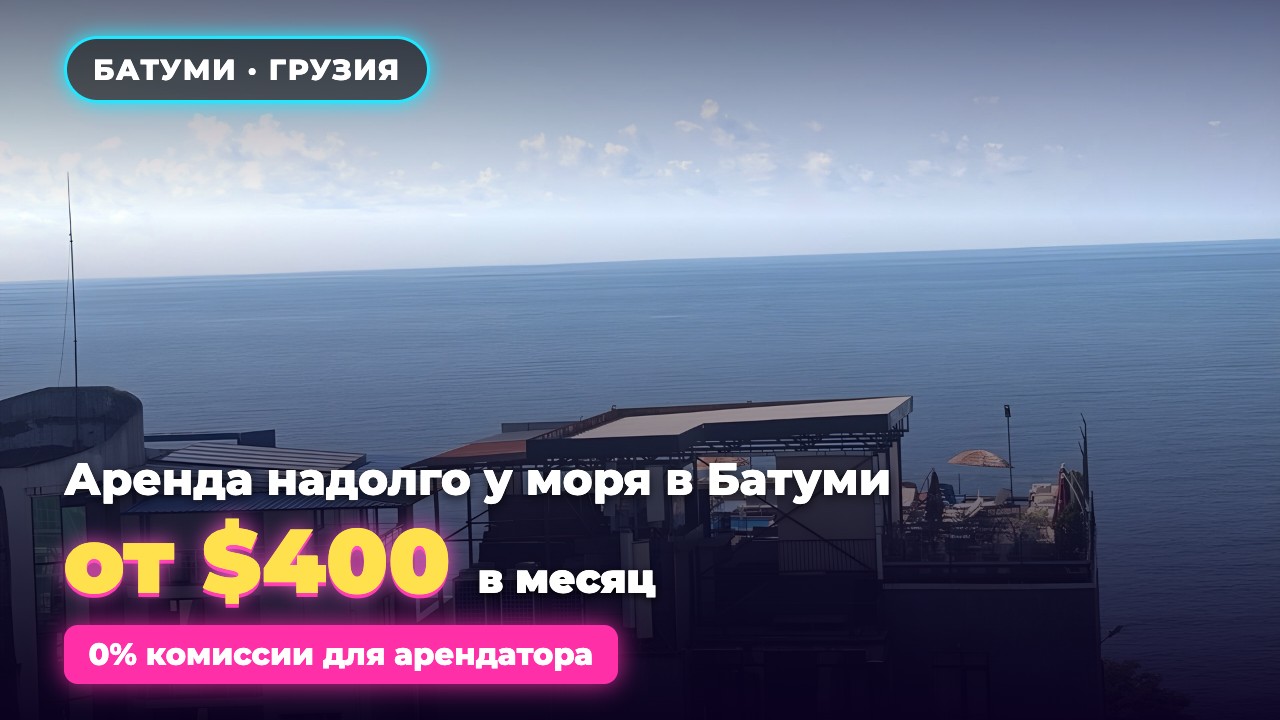 БАТУМИ · ГРУЗИЯ
Аренда надолго у моря в Батуми
от $400 в месяц
0% комиссии для арендатора